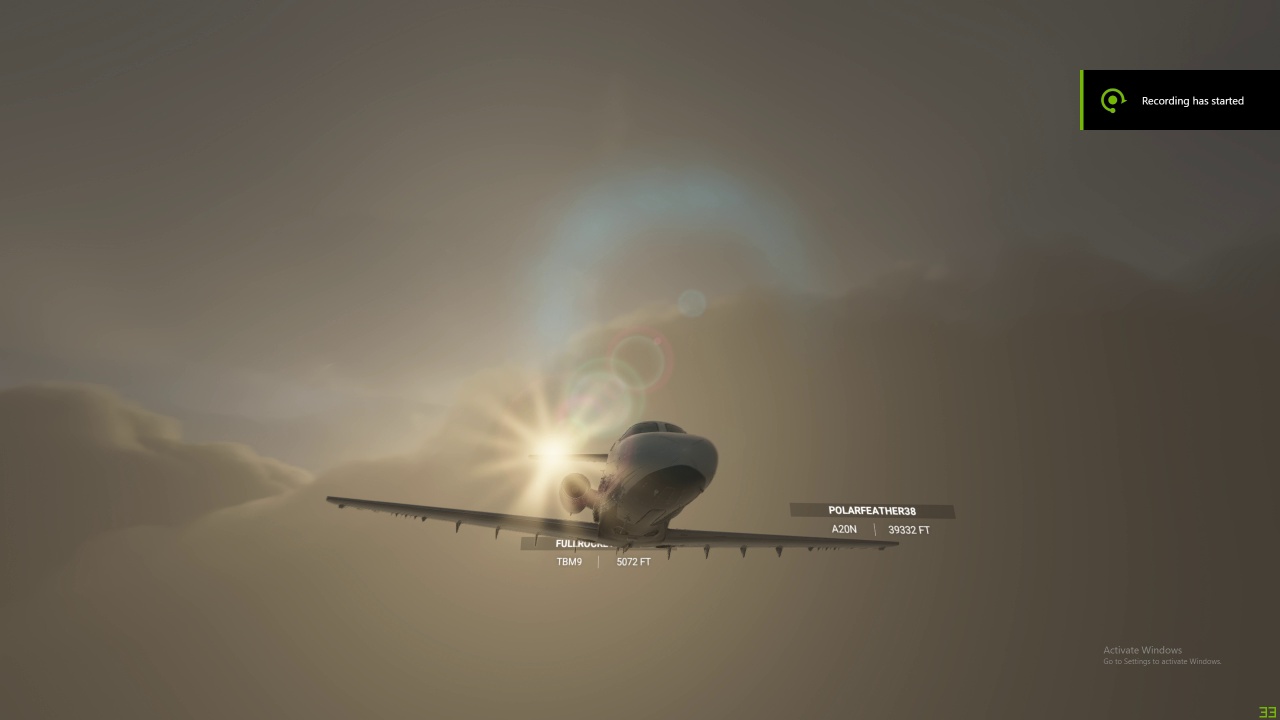 Recording has started
POLARFEATHER38
A20N | 39332 FT
TBM9 | 5072 FT
Activate Windows
Go to Settings to activate Windows.
33